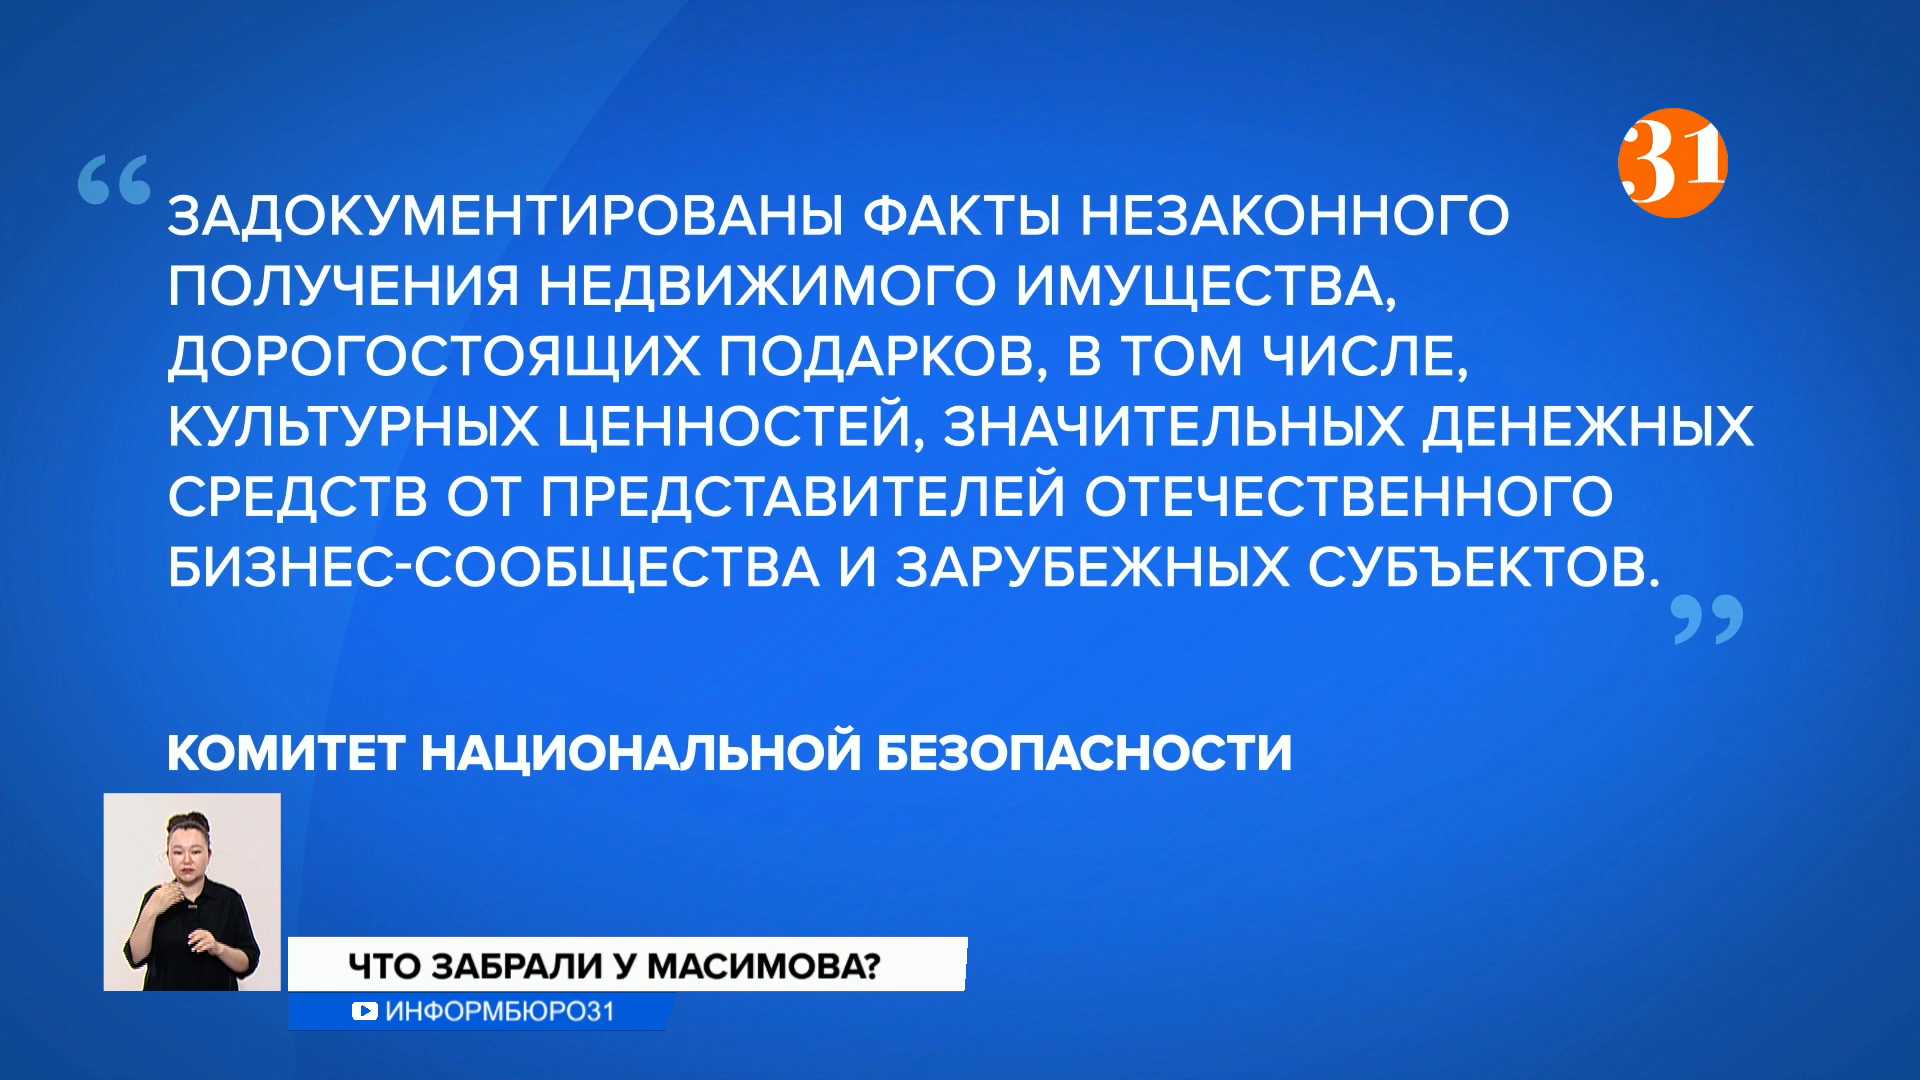 “ЗАДОКУМЕНТИРОВАНЫ ФАКТЫ НЕЗАКОННОГО
ПОЛУЧЕНИЯ НЕДВИЖИМОГО ИМУЩЕСТВА,
ДОРОГОСТОЯЩИХ ПОДАРКОВ, В ТОМ ЧИСЛЕ,
КУЛЬТУРНЫХ ЦЕННОСТЕЙ, ЗНАЧИТЕЛЬНЫХ ДЕНЕЖНЫХ
СРЕДСТВ ОТ ПРЕДСТАВИТЕЛЕЙ ОТЕЧЕСТВЕННОГО
БИЗНЕС-СООБЩЕСТВА И ЗАРУБЕЖНЫХ СУБЪЕКТОВ.”
31
КОМИТЕТ НАЦИОНАЛЬНОЙ БЕЗОПАСНОСТИ
ЧТО ЗАБРАЛИ У МАСИМОВА?
ИНФОРМБЮРО31